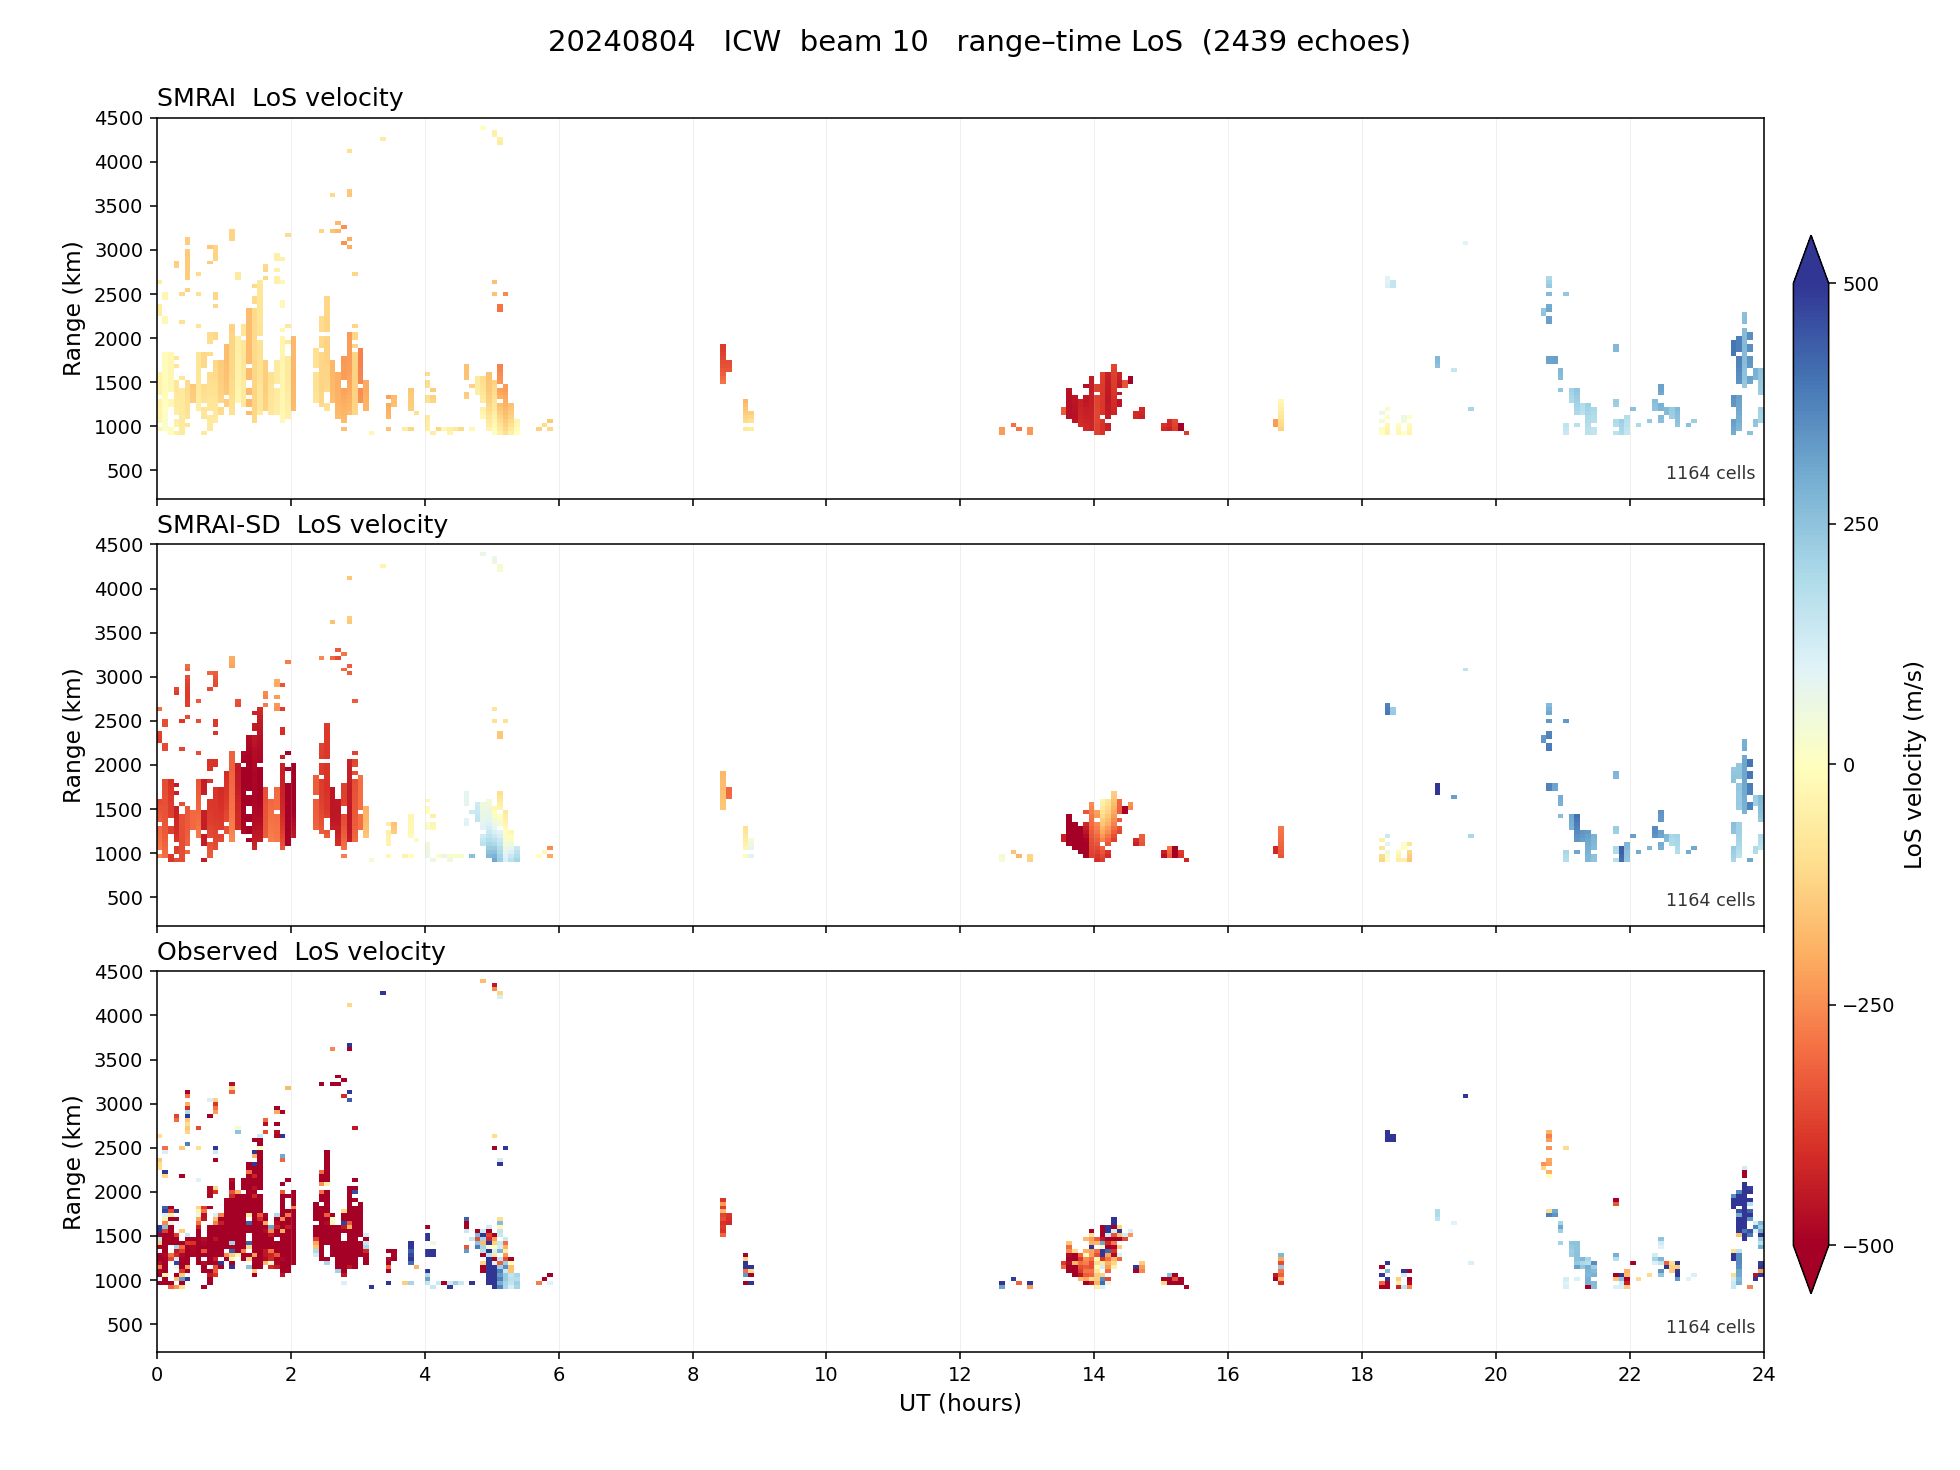 20240804 ICW beam 10 range–time LoS (2439 echoes)
SMRAI LoS velocity
4500
4000
3500
3000
2500
2000
1500
1000
500
Range (km)
1164 cells
SMRAI-SD LoS velocity
4500
4000
3500
3000
2500
2000
1500
1000
500
Range (km)
1164 cells
Observed LoS velocity
4500
4000
3500
3000
2500
2000
1500
1000
500
Range (km)
1164 cells
0 2 4 6 8 10 12 14 16 18 20 22 24
UT (hours)
500
250
0
−250
−500
LoS velocity (m/s)